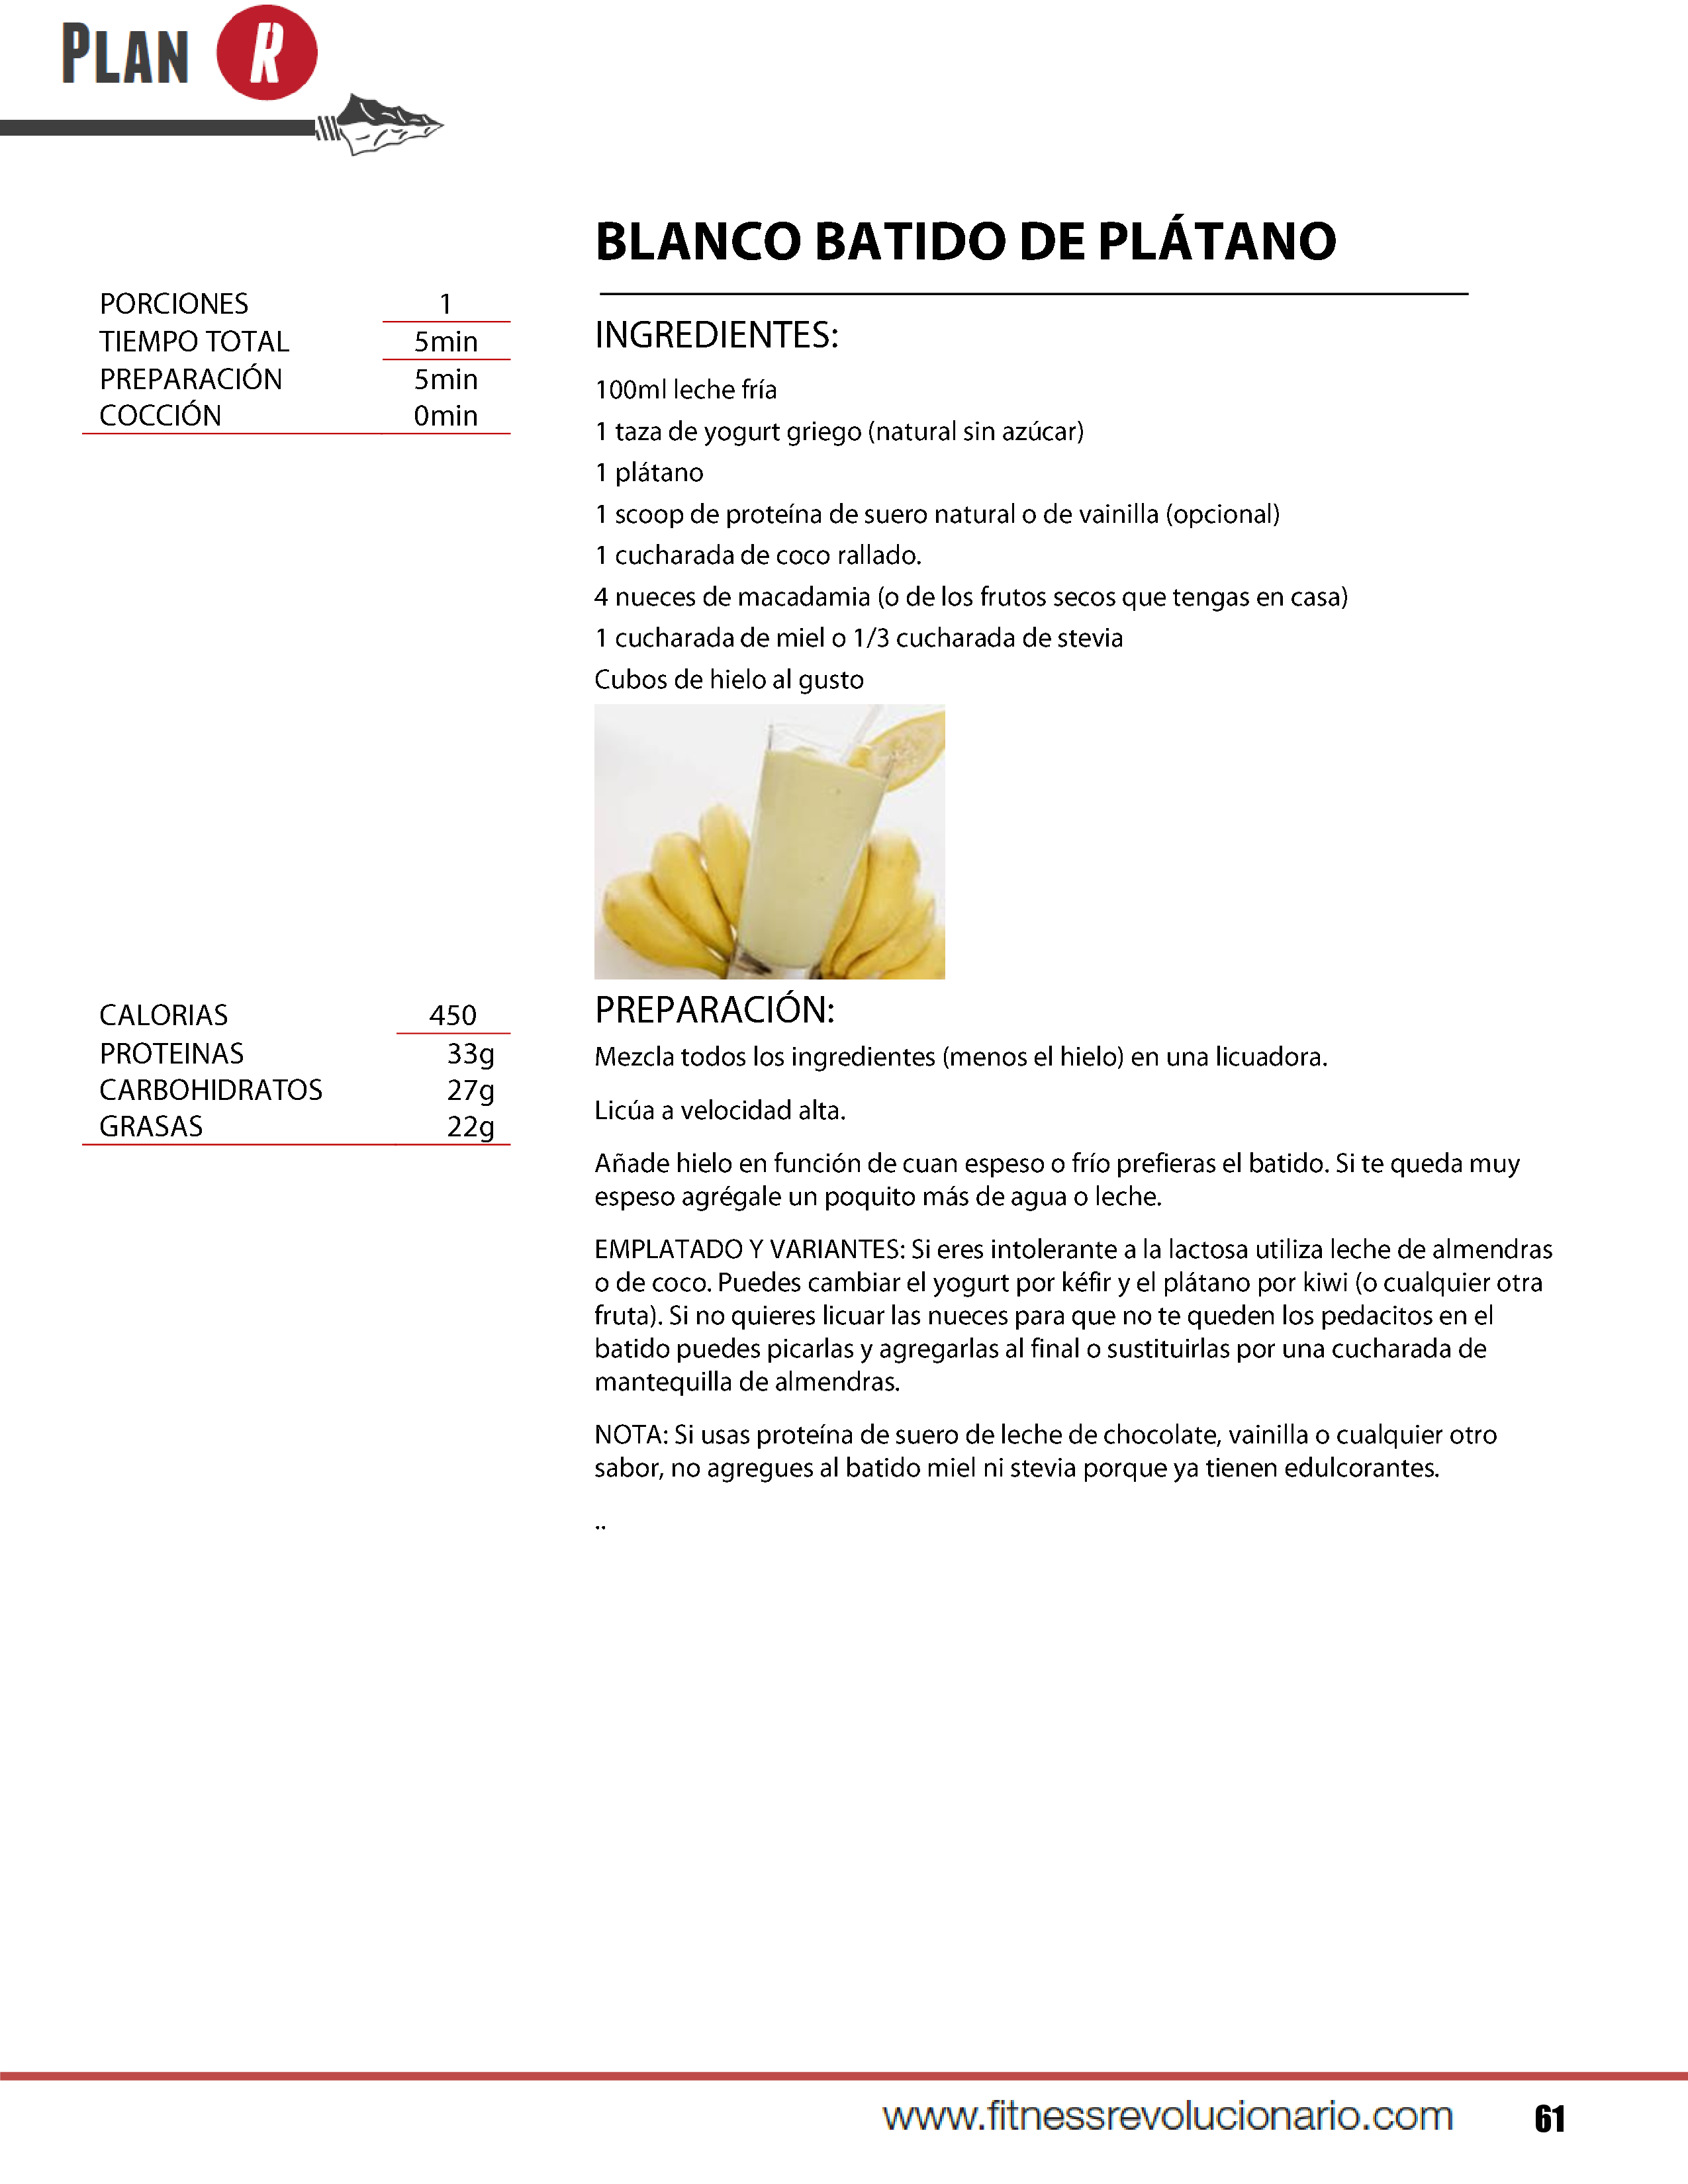 PLAN R
BLANCO BATIDO DE PLÁTANO
PORCIONES 1
TIEMPO TOTAL 5min
PREPARACIÓN 5min
COCCIÓN 0min
INGREDIENTES:
100ml leche fría
1 taza de yogurt griego (natural sin azúcar)
1 plátano
1 scoop de proteína de suero natural o de vainilla (opcional)
1 cucharada de coco rallado.
4 nueces de macadamia (o de los frutos secos que tengas en casa)
1 cucharada de miel o 1/3 cucharada de stevia
Cubos de hielo al gusto
CALORIAS 450
PROTEINAS 33g
CARBOHIDRATOS 27g
GRASAS 22g
PREPARACIÓN:
Mezcla todos los ingredientes (menos el hielo) en una licuadora.
Licúa a velocidad alta.
Añade hielo en función de cuan espeso o frío prefieras el batido. Si te queda muy
espeso agrégale un poquito más de agua o leche.
EMPLATADO Y VARIANTES: Si eres intolerante a la lactosa utiliza leche de almendras
o de coco. Puedes cambiar el yogurt por kéfir y el plátano por kiwi (o cualquier otra
fruta). Si no quieres licuar las nueces para que no te queden los pedacitos en el
batido puedes picarlas y agregarlas al final o sustituirlas por una cucharada de
mantequilla de almendras.
NOTA: Si usas proteína de suero de leche de chocolate, vainilla o cualquier otro
sabor, no agregues al batido miel ni stevia porque ya tienen edulcorantes.
..
www.fitnessrevolucionario.com 61